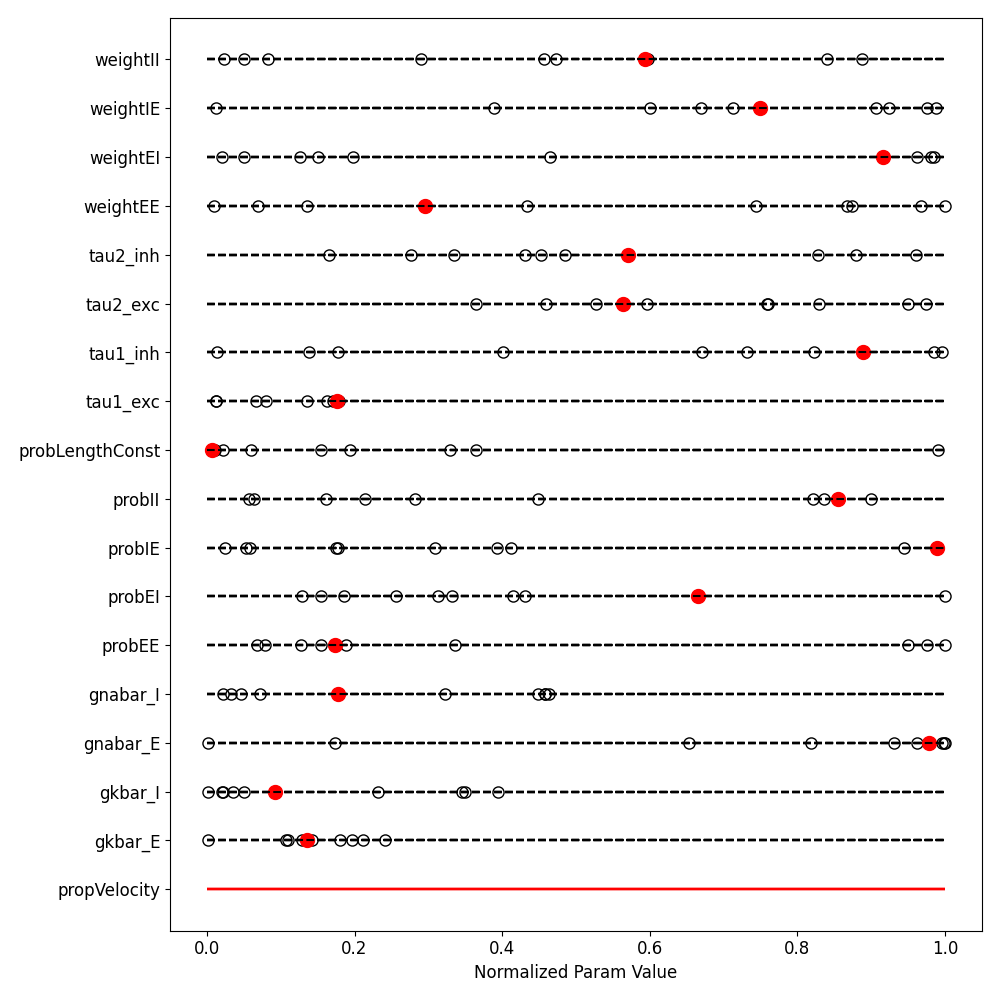 weightII
weightIE
weightEI
weightEE
tau2_inh
tau2_exc
tau1_inh
tau1_exc
probLengthConst
probII
probIE
probEI
probEE
gnabar_I
gnabar_E
gkbar_I
gkbar_E
propVelocity
0.0 0.2 0.4 0.6 0.8 1.0
Normalized Param Value